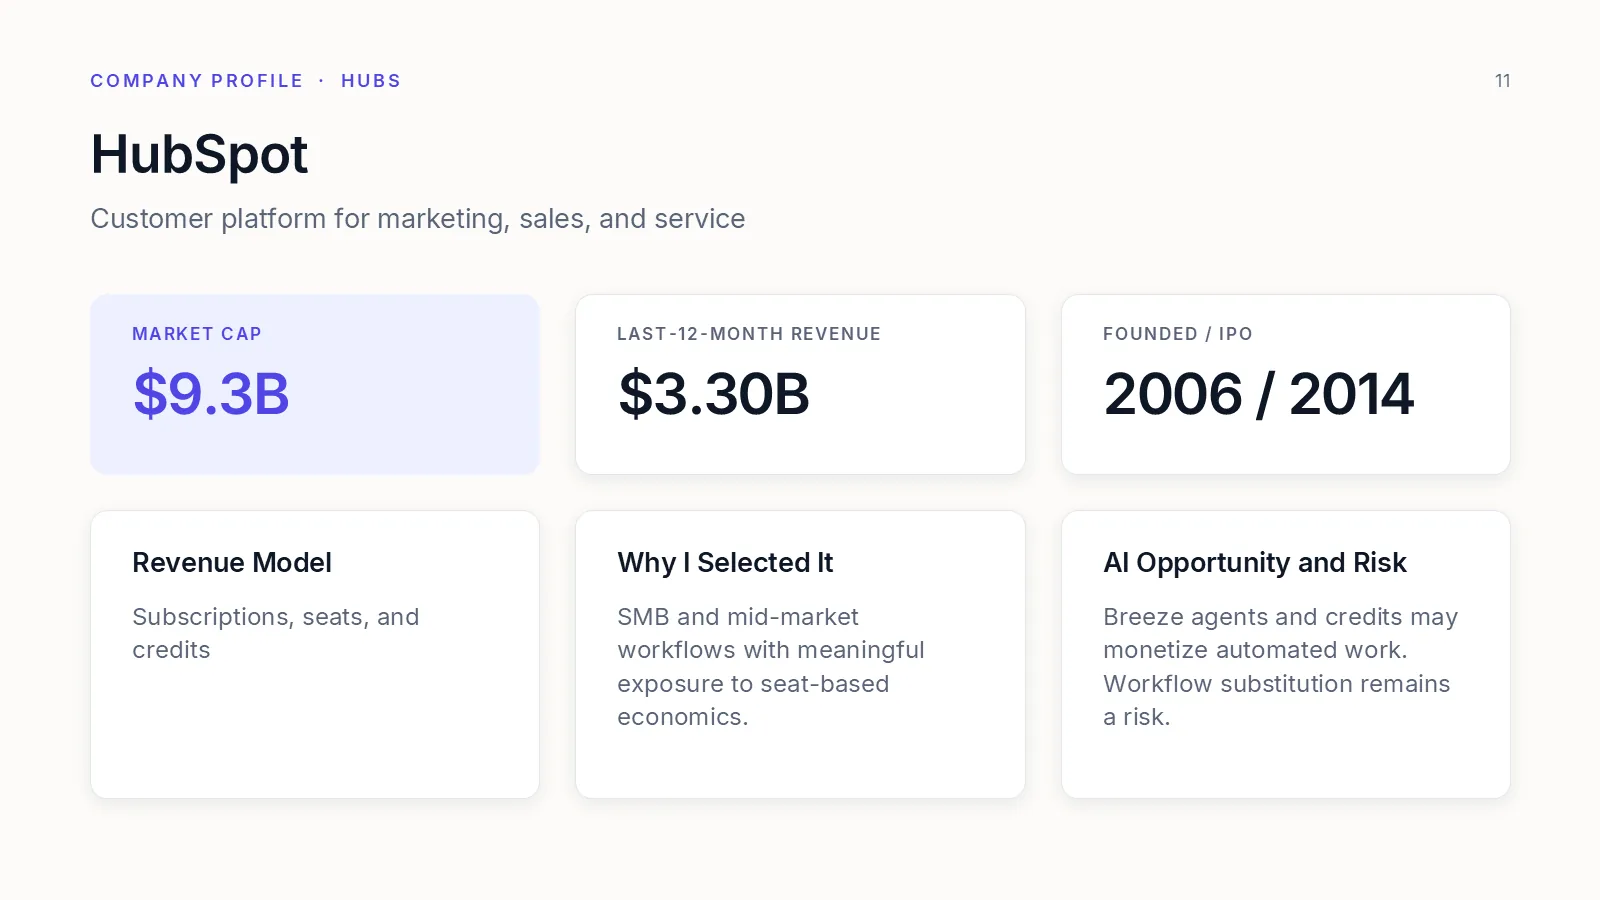 COMPANY PROFILE · HUBS
11
HubSpot
Customer platform for marketing, sales, and service
MARKET CAP
$9.3B
LAST-12-MONTH REVENUE
$3.30B
FOUNDED / IPO
2006 / 2014
Revenue Model
Subscriptions, seats, and
credits
Why I Selected It
SMB and mid-market
workflows with meaningful
exposure to seat-based
economics.
AI Opportunity and Risk
Breeze agents and credits may
monetize automated work.
Workflow substitution remains
a risk.